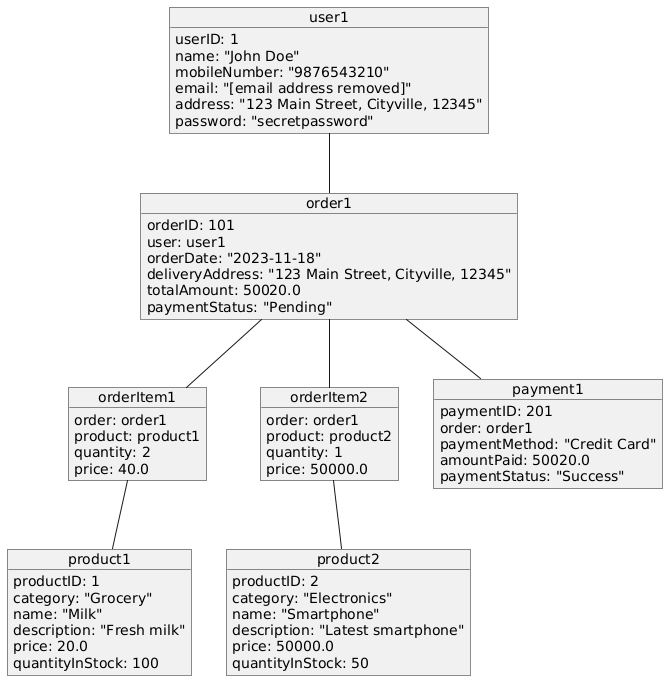 user1
userID: 1
name: "John Doe"
mobileNumber: "9876543210"
email: "[email address removed]"
address: "123 Main Street, Cityville, 12345"
password: "secretpassword"
order1
orderID: 101
user: user1
orderDate: "2023-11-18"
deliveryAddress: "123 Main Street, Cityville, 12345"
totalAmount: 50020.0
paymentStatus: "Pending"
orderItem1
order: order1
product: product1
quantity: 2
price: 40.0
orderItem2
order: order1
product: product2
quantity: 1
price: 50000.0
payment1
paymentID: 201
order: order1
paymentMethod: "Credit Card"
amountPaid: 50020.0
paymentStatus: "Success"
product1
productID: 1
category: "Grocery"
name: "Milk"
description: "Fresh milk"
price: 20.0
quantityInStock: 100
product2
productID: 2
category: "Electronics"
name: "Smartphone"
description: "Latest smartphone"
price: 50000.0
quantityInStock: 50